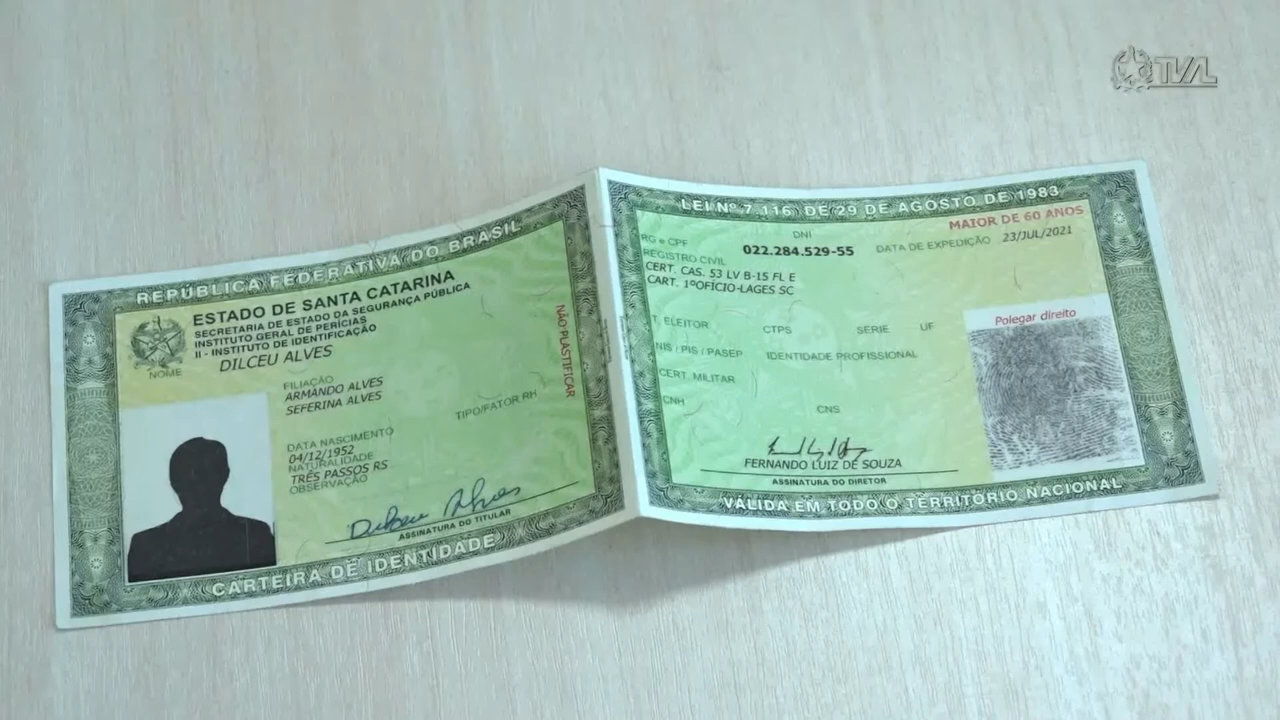 TVAL
REPÚBLICA FEDERATIVA DO BRASIL
ESTADO DE SANTA CATARINA
SECRETARIA DE ESTADO DA SEGURANÇA PÚBLICA
INSTITUTO GERAL DE PERÍCIAS
II - INSTITUTO DE IDENTIFICAÇÃO
NOME
DILCEU ALVES
FILIAÇÃO
ARMANDO ALVES
SEFERINA ALVES
TIPO/FATOR RH
DATA NASCIMENTO
04/12/1952
NATURALIDADE
TRÊS PASSOS RS
OBSERVAÇÃO
NÃO PLASTIFICAR
Dilceu Alves
ASSINATURA DO TITULAR
CARTEIRA DE IDENTIDADE
LEI Nº 7.116, DE 29 DE AGOSTO DE 1983
MAIOR DE 60 ANOS
RG e CPF
DNI
022.284.529-55
DATA DE EXPEDIÇÃO
23/JUL/2021
REGISTRO CIVIL
CERT. CAS. 53 LV B-15 FL E
CART. 1ºOFÍCIO-LAGES SC
T. ELEITOR
CTPS
SERIE
UF
NIS / PIS / PASEP
IDENTIDADE PROFISSIONAL
CERT. MILITAR
CNH
CNS
Polegar direito
FERNANDO LUIZ DE SOUZA
ASSINATURA DO DIRETOR
VÁLIDA EM TODO O TERRITÓRIO NACIONAL